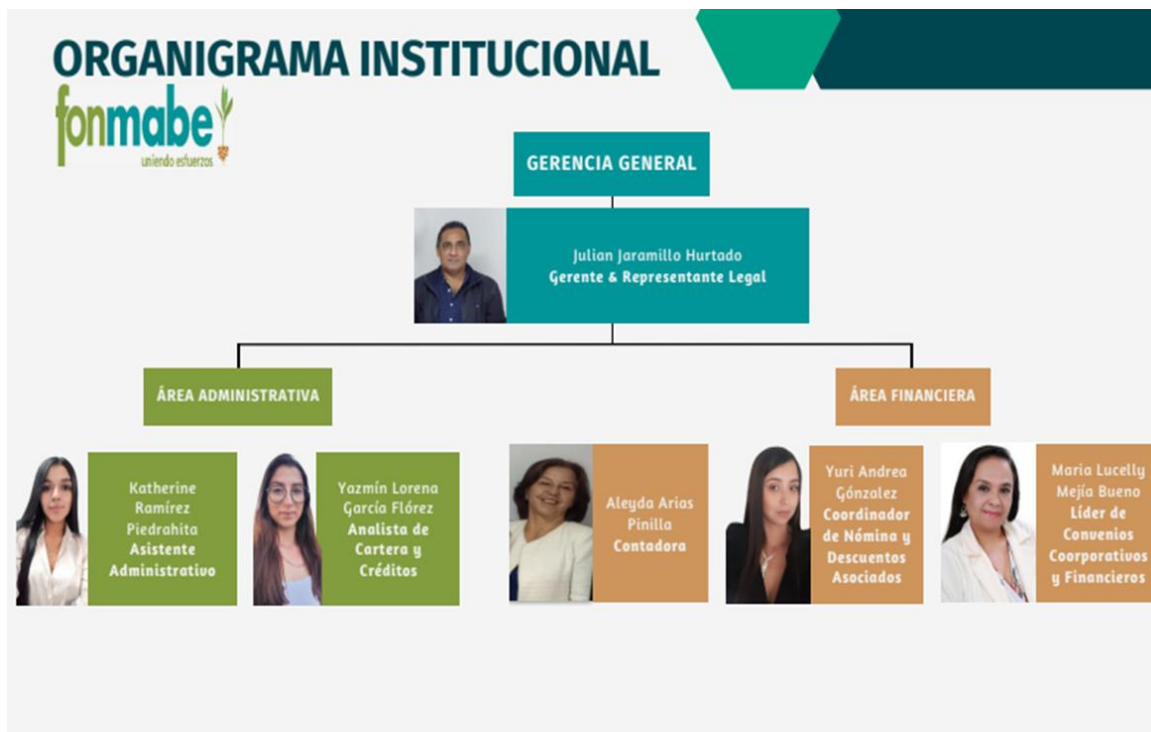 ORGANIGRAMA INSTITUCIONAL
fonmabe
uniendo esfuerzos
GERENCIA GENERAL
Julian Jaramillo Hurtado
Gerente & Representante Legal
ÁREA ADMINISTRATIVA
ÁREA FINANCIERA
Katherine
Ramírez
Piedrahita
Asistente
Administrativo
Yazmín Lorena
García Flórez
Analista de
Cartera y
Créditos
Aleyda Arias
Pinilla
Contadora
Yuri Andrea
Gónzalez
Coordinador
de Nómina y
Descuentos
Asociados
Maria Lucelly
Mejía Bueno
Líder de
Convenios
Coorporativos
y Financieros